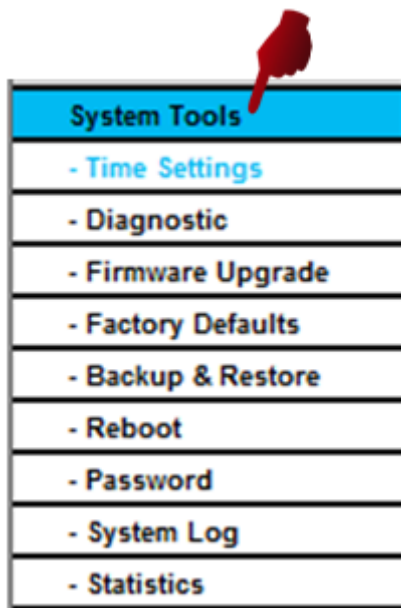 System Tools
- Time Settings
- Diagnostic
- Firmware Upgrade
- Factory Defaults
- Backup & Restore
- Reboot
- Password
- System Log
- Statistics